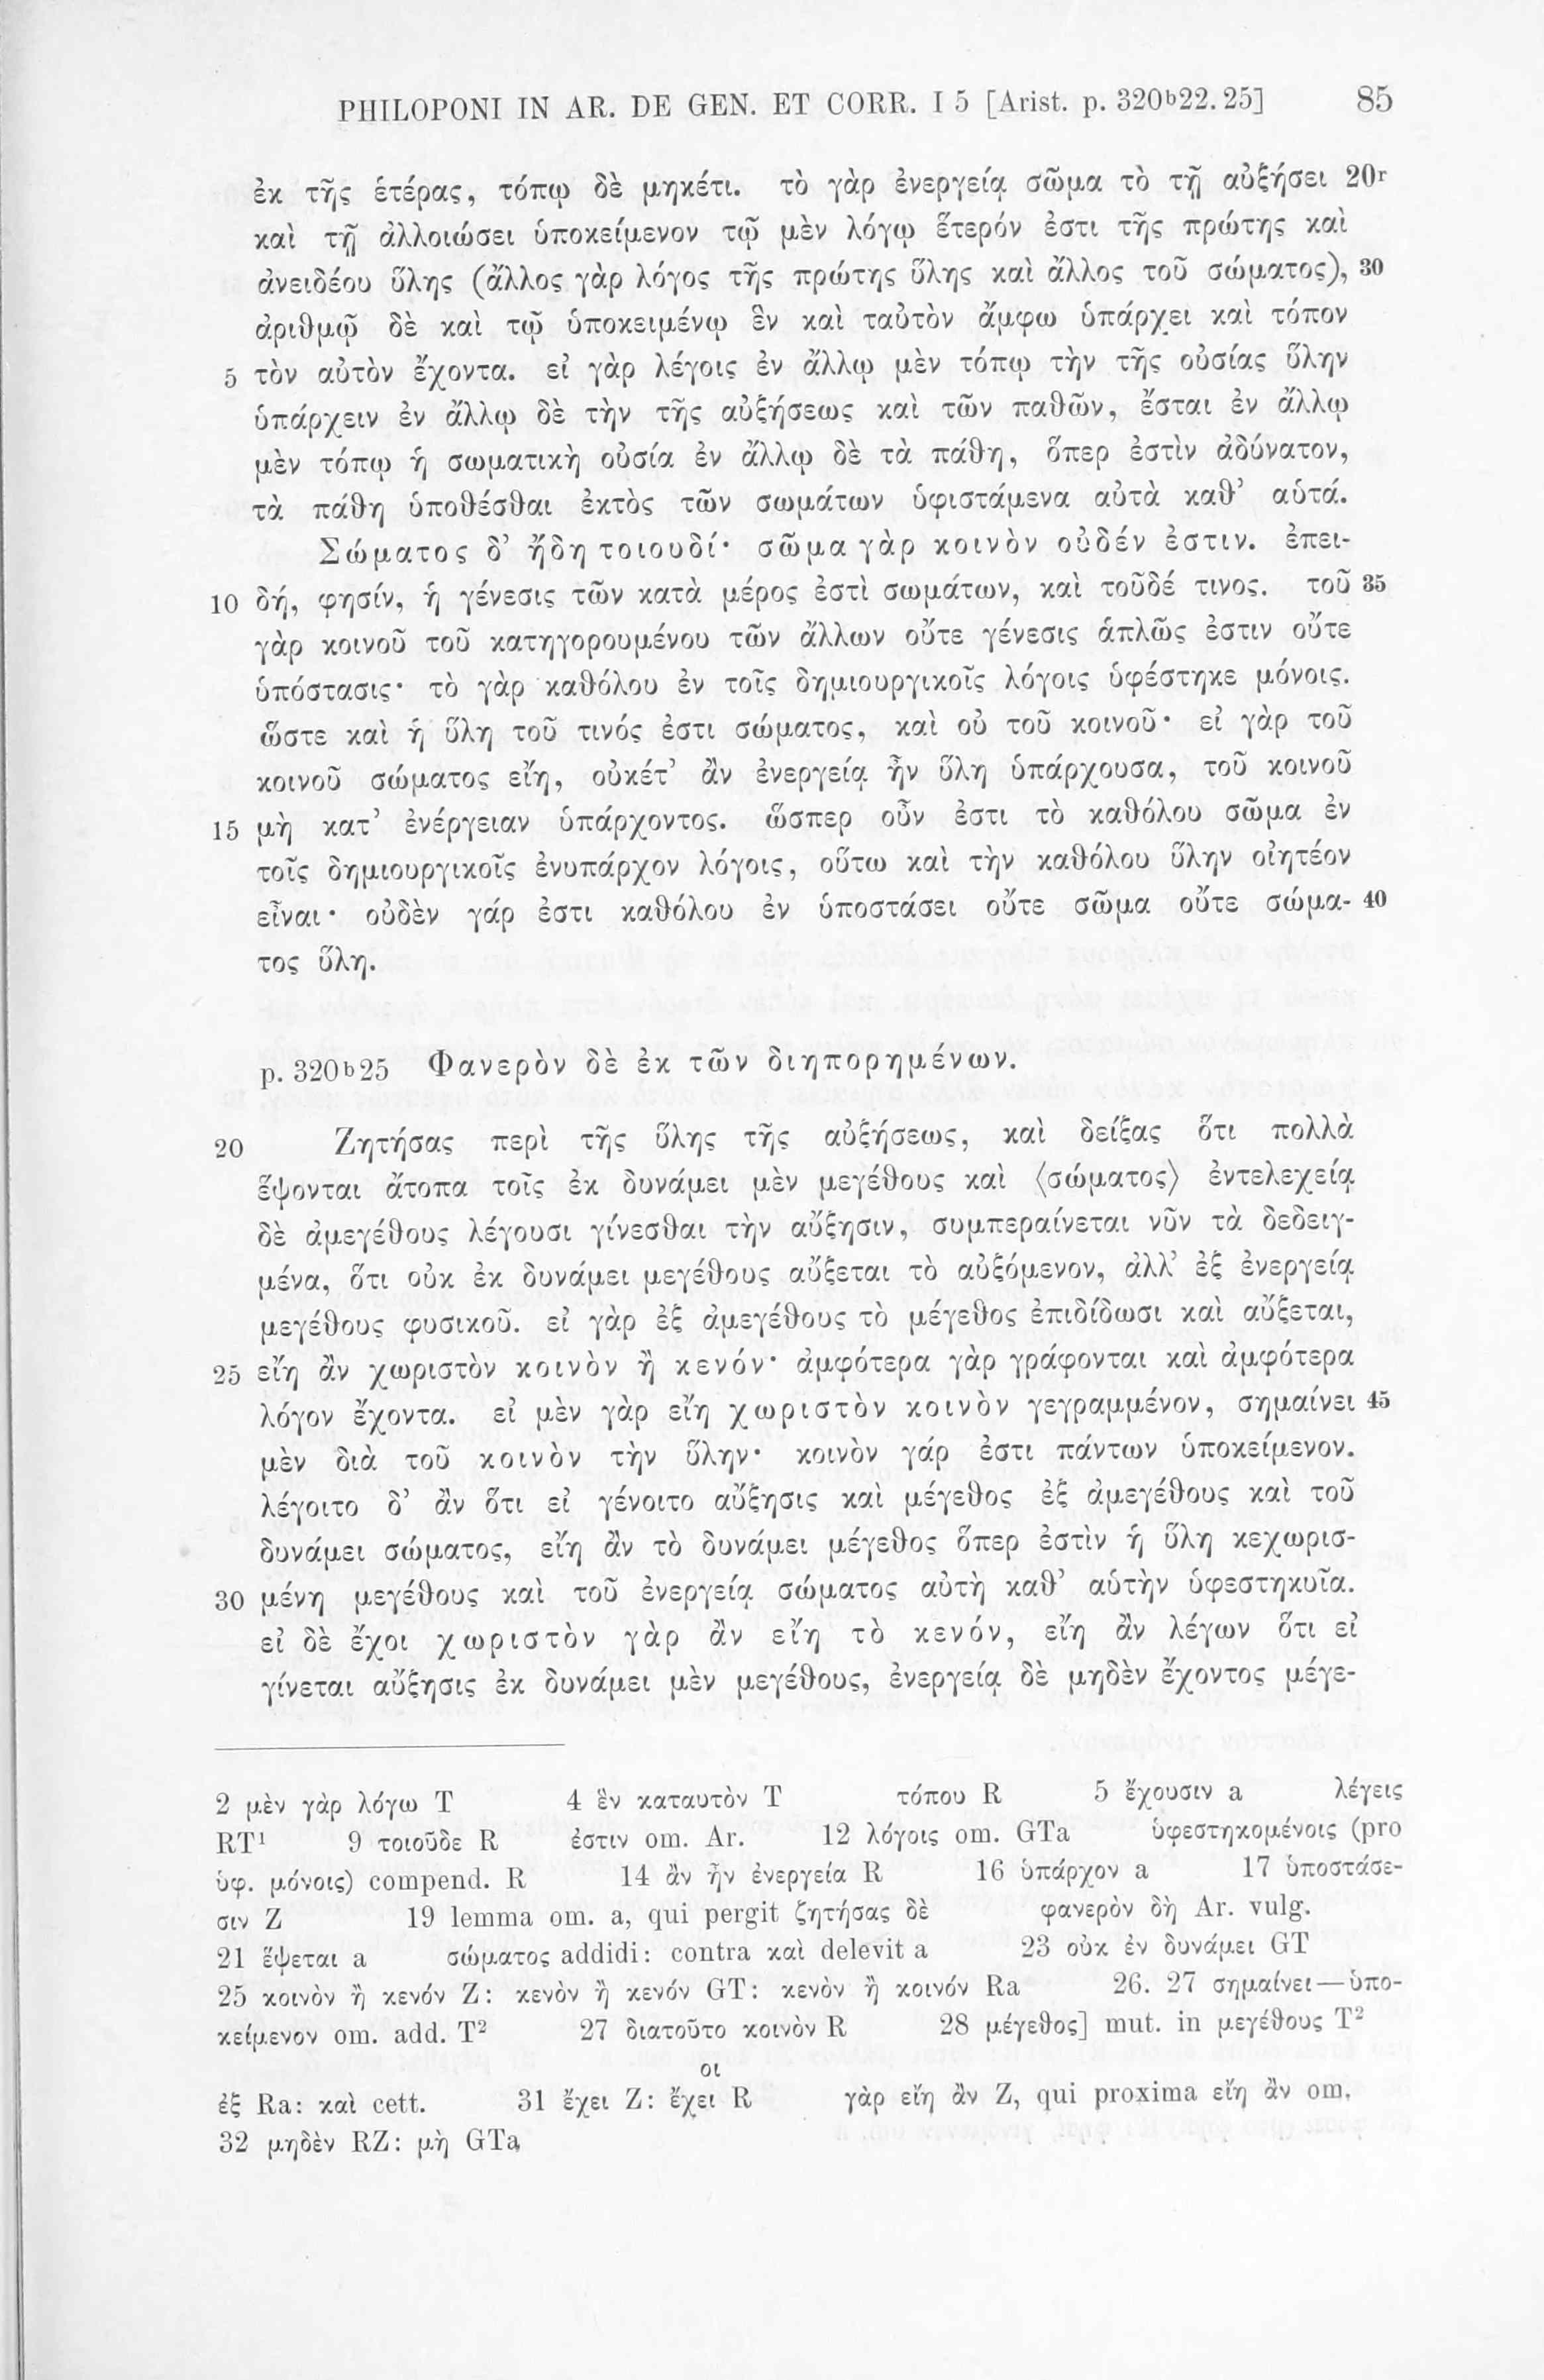 PHILOPONI IN AR. DE GEN. ET CORR. I 5 [Arist. p. 320b22. 25] 85
ἐκ τῆς ἑτέρας, τόπῳ δὲ μηκέτι. τὸ γὰρ ἐνεργείᾳ σῶμα τὸ τῇ αὐξήσει 20r
καὶ τῇ ἀλλοιώσει ὑποκείμενον τῷ μὲν λόγῳ ἕτερόν ἐστι τῆς πρώτης καὶ
ἀνειδέου ὕλης (ἄλλος γὰρ λόγος τῆς πρώτης ὕλης καὶ ἄλλος τοῦ σώματος), 30
ἀριθμῷ δὲ καὶ τῷ ὑποκειμένῳ ἓν καὶ ταὐτὸν ἄμφω ὑπάρχει καὶ τόπον
5 τὸν αὐτὸν ἔχοντα. εἰ γὰρ λέγοις ἐν ἄλλῳ μὲν τόπῳ τὴν τῆς οὐσίας ὕλην
ὑπάρχειν ἐν ἄλλῳ δὲ τὴν τῆς αὐξήσεως καὶ τῶν παθῶν, ἔσται ἐν ἄλλῳ
μὲν τόπῳ ἡ σωματικὴ οὐσία ἐν ἄλλῳ δὲ τὰ πάθη, ὅπερ ἐστὶν ἀδύνατον,
τὰ πάθη ὑποθέσθαι ἐκτὸς τῶν σωμάτων ὑφιστάμενα αὐτὰ καθ’ αὑτά.
Σώματος δ’ ἤδη τοιουδί· σῶμα γὰρ κοινὸν οὐδέν ἐστιν. ἐπει-
10 δή, φησίν, ἡ γένεσις τῶν κατὰ μέρος ἐστὶ σωμάτων, καὶ τοῦδέ τινος. τοῦ 35
γὰρ κοινοῦ τοῦ κατηγορουμένου τῶν ἄλλων οὔτε γένεσις ἁπλῶς ἐστιν οὔτε
ὑπόστασις· τὸ γὰρ καθόλου ἐν τοῖς δημιουργικοῖς λόγοις ὑφέστηκε μόνοις.
ὥστε καὶ ἡ ὕλη τοῦ τινός ἐστι σώματος, καὶ οὐ τοῦ κοινοῦ· εἰ γὰρ τοῦ
κοινοῦ σώματος εἴη, οὐκέτ’ ἂν ἐνεργείᾳ ἦν ὕλη ὑπάρχουσα, τοῦ κοινοῦ
15 μὴ κατ’ ἐνέργειαν ὑπάρχοντος. ὥσπερ οὖν ἐστι τὸ καθόλου σῶμα ἐν
τοῖς δημιουργικοῖς ἐνυπάρχον λόγοις, οὕτω καὶ τὴν καθόλου ὕλην οἰητέον
εἶναι· οὐδὲν γάρ ἐστι καθόλου ἐν ὑποστάσει οὔτε σῶμα οὔτε σώμα- 40
τος ὕλη.
p. 320b25 Φανερὸν δὲ ἐκ τῶν διηπορημένων.
20 Ζητήσας περὶ τῆς ὕλης τῆς αὐξήσεως, καὶ δείξας ὅτι πολλὰ
ἕψονται ἄτοπα τοῖς ἐκ δυνάμει μὲν μεγέθους καὶ ⟨σώματος⟩ ἐντελεχείᾳ
δὲ ἀμεγέθους λέγουσι γίνεσθαι τὴν αὔξησιν, συμπεραίνεται νῦν τὰ δεδειγ-
μένα, ὅτι οὐκ ἐκ δυνάμει μεγέθους αὔξεται τὸ αὐξόμενον, ἀλλ’ ἐξ ἐνεργείᾳ
μεγέθους φυσικοῦ. εἰ γὰρ ἐξ ἀμεγέθους τὸ μέγεθος ἐπιδίδωσι καὶ αὔξεται,
25 εἴη ἂν χωριστὸν κοινὸν ἢ κενόν· ἀμφότερα γὰρ γράφονται καὶ ἀμφότερα
λόγον ἔχοντα. εἰ μὲν γὰρ εἴη χωριστὸν κοινὸν γεγραμμένον, σημαίνει 45
μὲν διὰ τοῦ κοινὸν τὴν ὕλην· κοινὸν γάρ ἐστι πάντων ὑποκείμενον.
λέγοιτο δ’ ἂν ὅτι εἰ γένοιτο αὔξησις καὶ μέγεθος ἐξ ἀμεγέθους καὶ τοῦ
δυνάμει σώματος, εἴη ἂν τὸ δυνάμει μέγεθος ὅπερ ἐστὶν ἡ ὕλη κεχωρισ-
30 μένη μεγέθους καὶ τοῦ ἐνεργείᾳ σώματος αὐτὴ καθ’ αὑτὴν ὑφεστηκυῖα.
εἰ δὲ ἔχοι χωριστὸν γὰρ ἂν εἴη τὸ κενόν, εἴη ἂν λέγων ὅτι εἰ
γίνεται αὔξησις ἐκ δυνάμει μὲν μεγέθους, ἐνεργείᾳ δὲ μηδὲν ἔχοντος μέγε-
2 μὲν γὰρ λόγω T 4 ἓν καταυτὸν T τόπου R 5 ἔχουσιν a λέγεις
RT¹ 9 τοιοῦδε R ἐστιν om. Ar. 12 λόγοις om. GTa ὑφεστηκομένοις (pro
ὑφ. μόνοις) compend. R 14 ἂν ἦν ἐνεργεία R 16 ὑπάρχον a 17 ὑποστάσε-
σιν Z 19 lemma om. a, qui pergit ζητήσας δὲ φανερὸν δὴ Ar. vulg.
21 ἕψεται a σώματος addidi: contra καὶ delevit a 23 οὐκ ἐν δυνάμει GT
25 κοινὸν ἢ κενόν Z: κενὸν ἢ κενόν GT: κενὸν ἢ κοινόν Ra 26. 27 σημαίνει — ὑπο-
κείμενον om. add. T² 27 διατοῦτο κοινὸν R 28 μέγεθος] mut. in μεγέθους T²
οι
ἐξ Ra: καὶ cett. 31 ἔχει Z: ἔχει R γὰρ εἴη ἂν Z, qui proxima εἴη ἂν om.
32 μηδὲν RZ: μὴ GTa